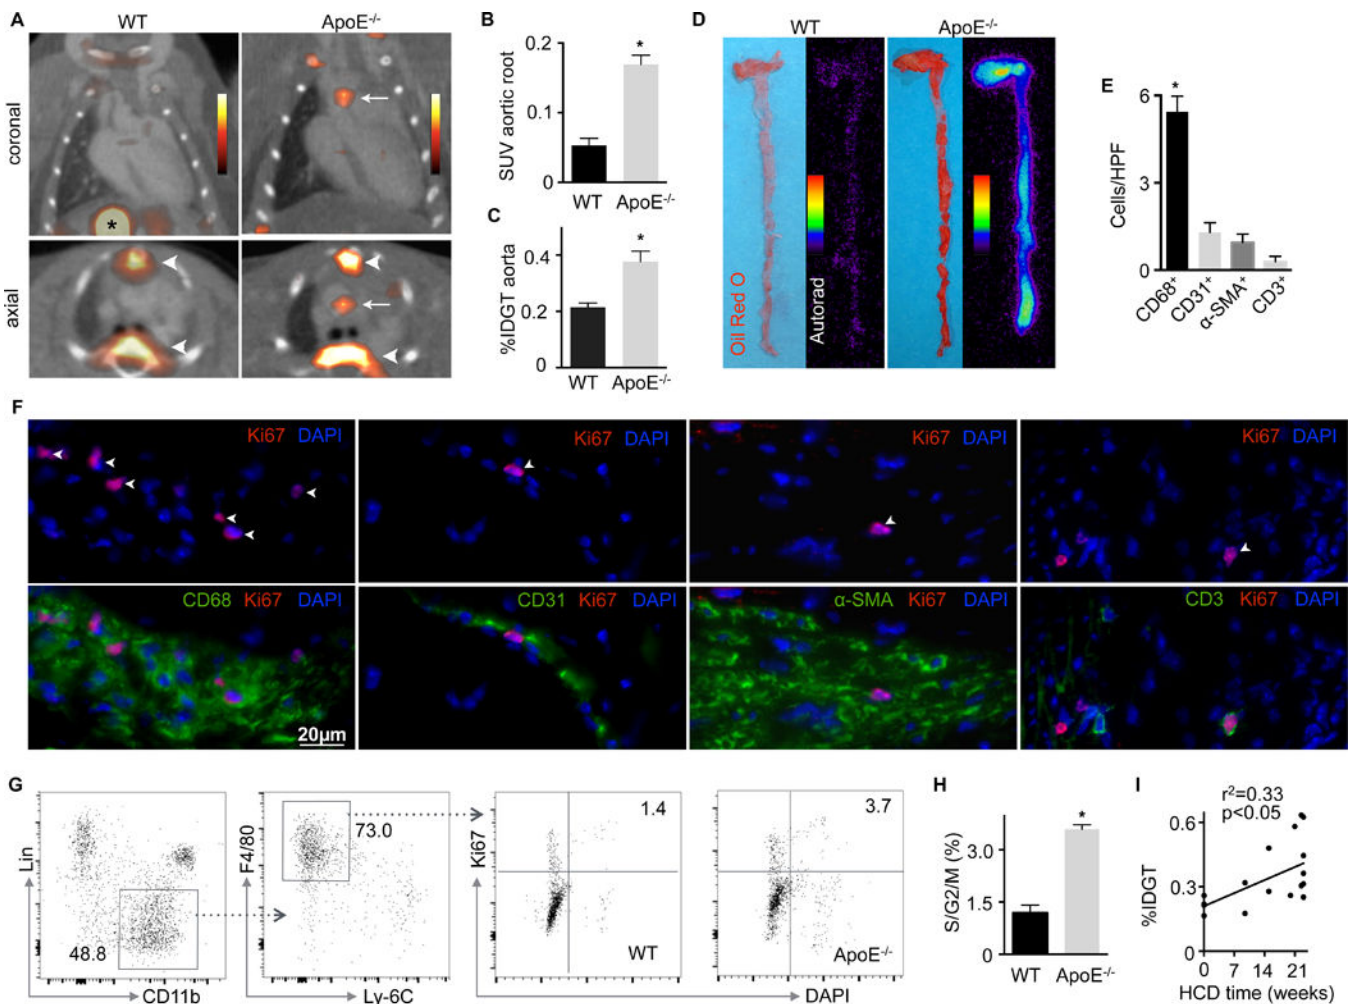 A
WT
ApoE-/-
coronal
*
axial
B
SUV aortic root
0.2
0.1
0
*
WT
ApoE-/-
C
%IDGT aorta
0.4
0.2
0
*
WT
ApoE-/-
D
WT
ApoE-/-
Oil Red O
Autorad
E
Cells/HPF
6
3
0
*
CD68+
CD31+
α-SMA+
CD3+
F
Ki67 DAPI
Ki67 DAPI
Ki67 DAPI
Ki67 DAPI
CD68 Ki67 DAPI
CD31 Ki67 DAPI
α-SMA Ki67 DAPI
CD3 Ki67 DAPI
20µm
G
Lin
48.8
CD11b
F4/80
73.0
Ly-6C
Ki67
1.4
WT
3.7
ApoE-/-
DAPI
H
S/G2/M (%)
3.0
1.5
0
*
WT
ApoE-/-
I
r²=0.33
p<0.05
%IDGT
0.6
0.3
0
0 7 14 21
HCD time (weeks)